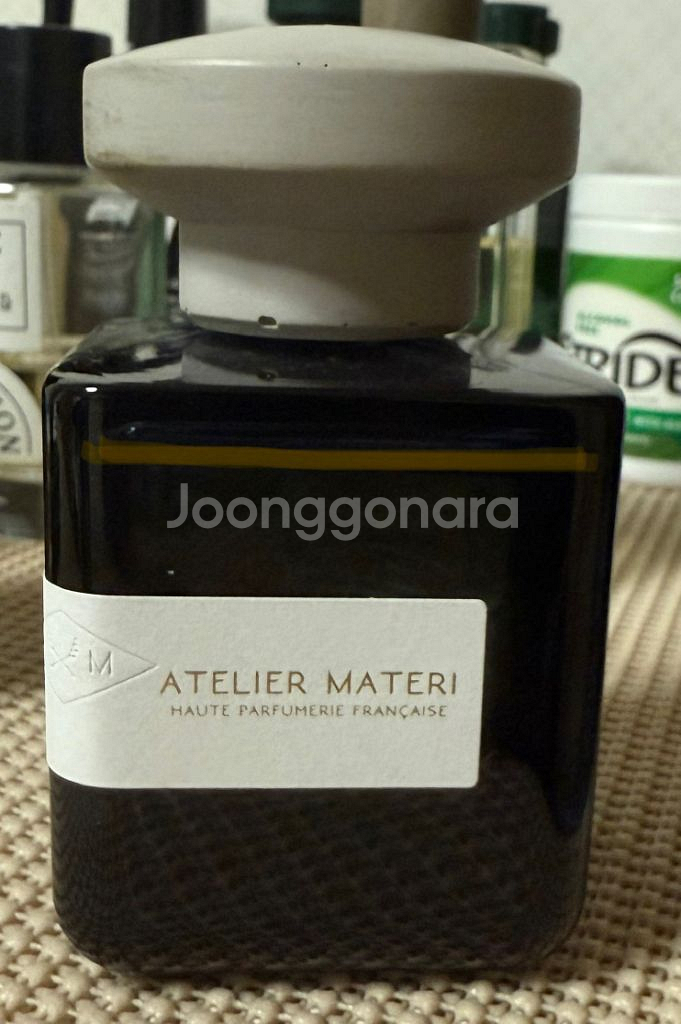 Joonggonara
M
ATELIER MATERI
HAUTE PARFUMERIE FRANÇAISE